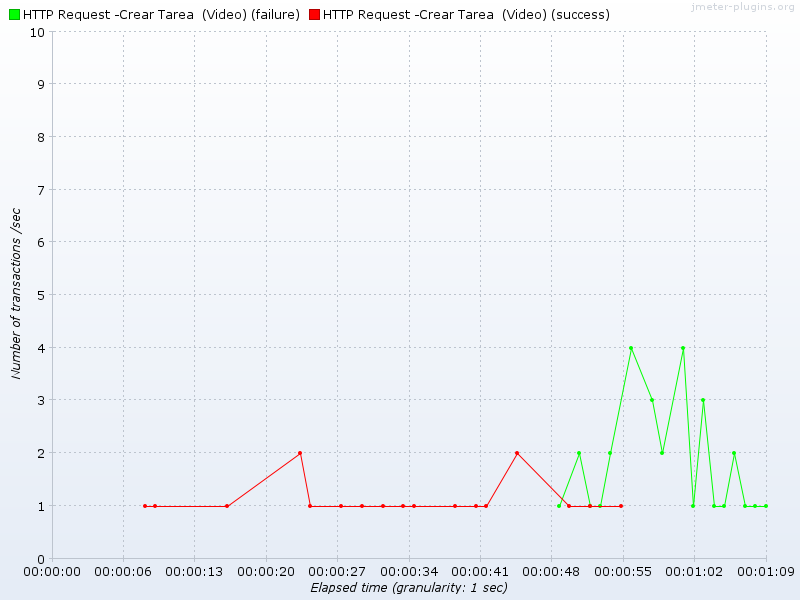 HTTP Request -Crear Tarea  (Video) (failure) HTTP Request -Crear Tarea  (Video) (success)
jmeter-plugins.org
10
9
8
7
6
5
4
3
2
1
0
Number of transactions /sec
00:00:00 00:00:06 00:00:13 00:00:20 00:00:27 00:00:34 00:00:41 00:00:48 00:00:55 00:01:02 00:01:09
Elapsed time (granularity: 1 sec)